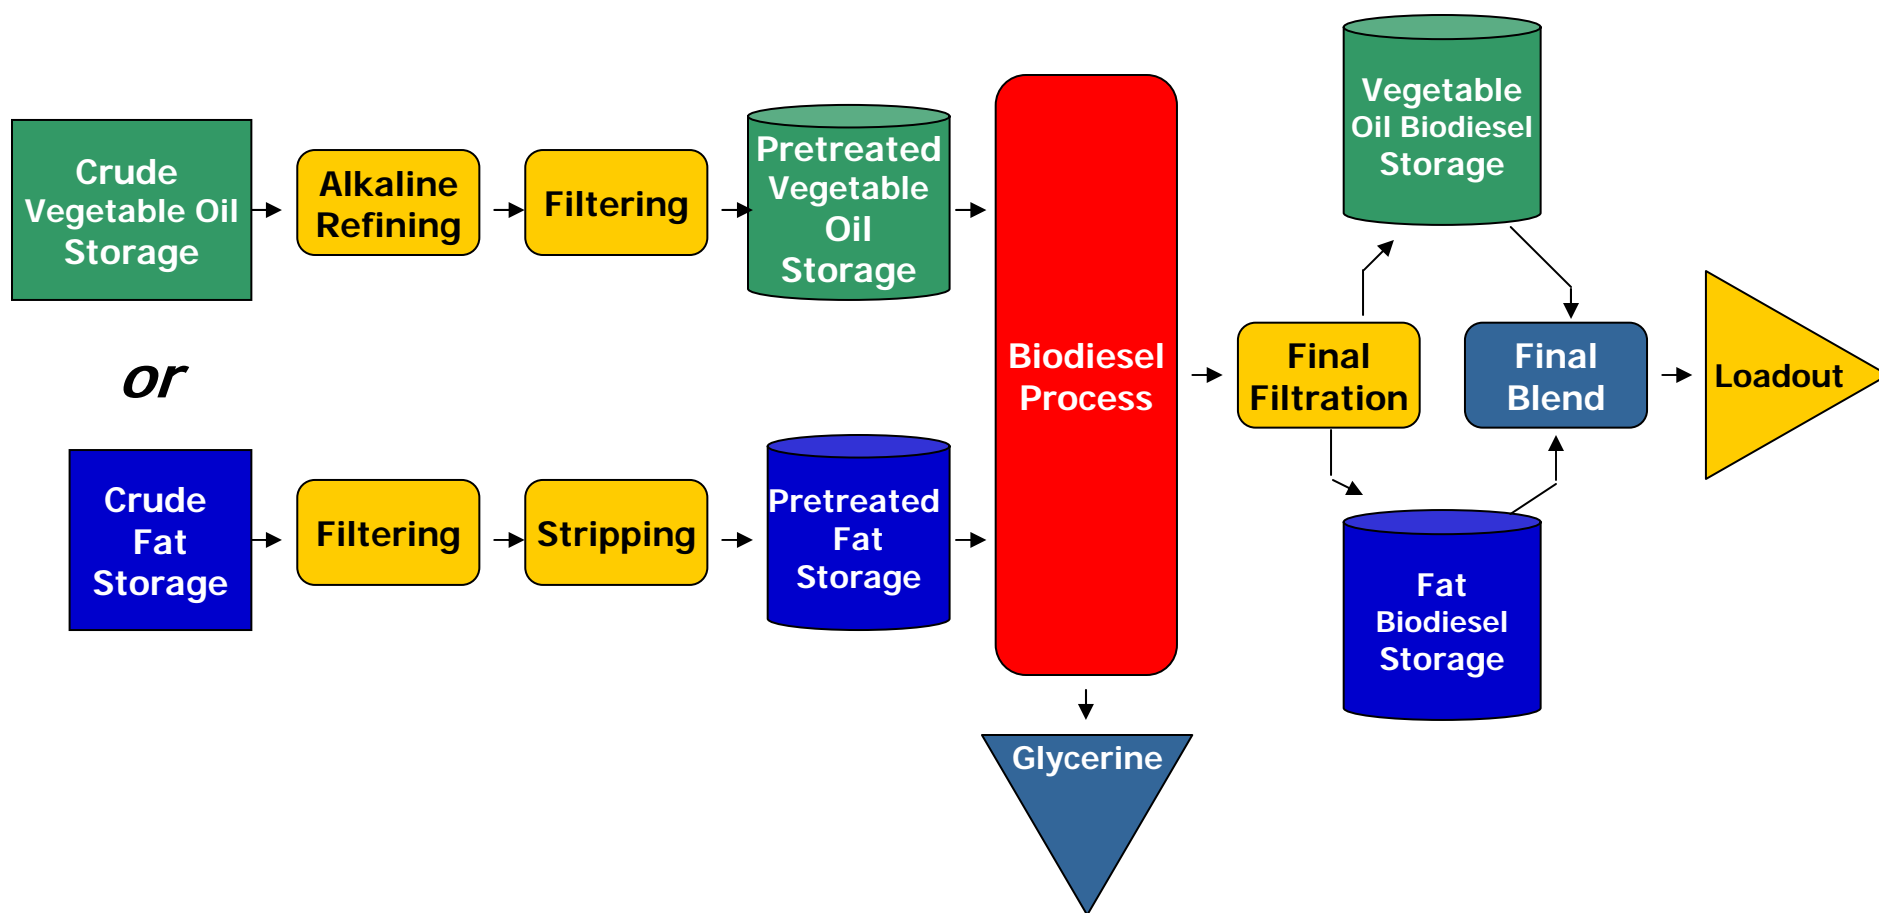 Crude
Vegetable Oil
Storage
Alkaline
Refining
Filtering
Pretreated
Vegetable
Oil
Storage
or
Crude
Fat
Storage
Filtering
Stripping
Pretreated
Fat
Storage
Biodiesel
Process
Glycerine
Final
Filtration
Vegetable
Oil Biodiesel
Storage
Fat
Biodiesel
Storage
Final
Blend
Loadout